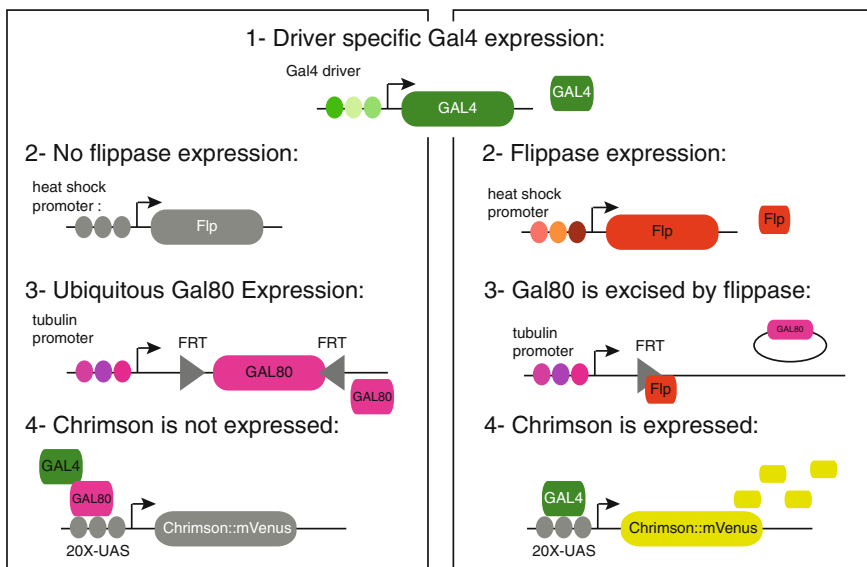 1- Driver specific Gal4 expression:
Gal4 driver
GAL4
GAL4
2- No flippase expression:
heat shock
promoter :
Flp
3- Ubiquitous Gal80 Expression:
tubulin
promoter
FRT
FRT
GAL80
GAL80
4- Chrimson is not expressed:
GAL4
GAL80
Chrimson::mVenus
20X-UAS
2- Flippase expression:
heat shock
promoter
Flp
Flp
3- Gal80 is excised by flippase:
GAL80
tubulin
promoter
FRT
Flp
4- Chrimson is expressed:
GAL4
Chrimson::mVenus
20X-UAS